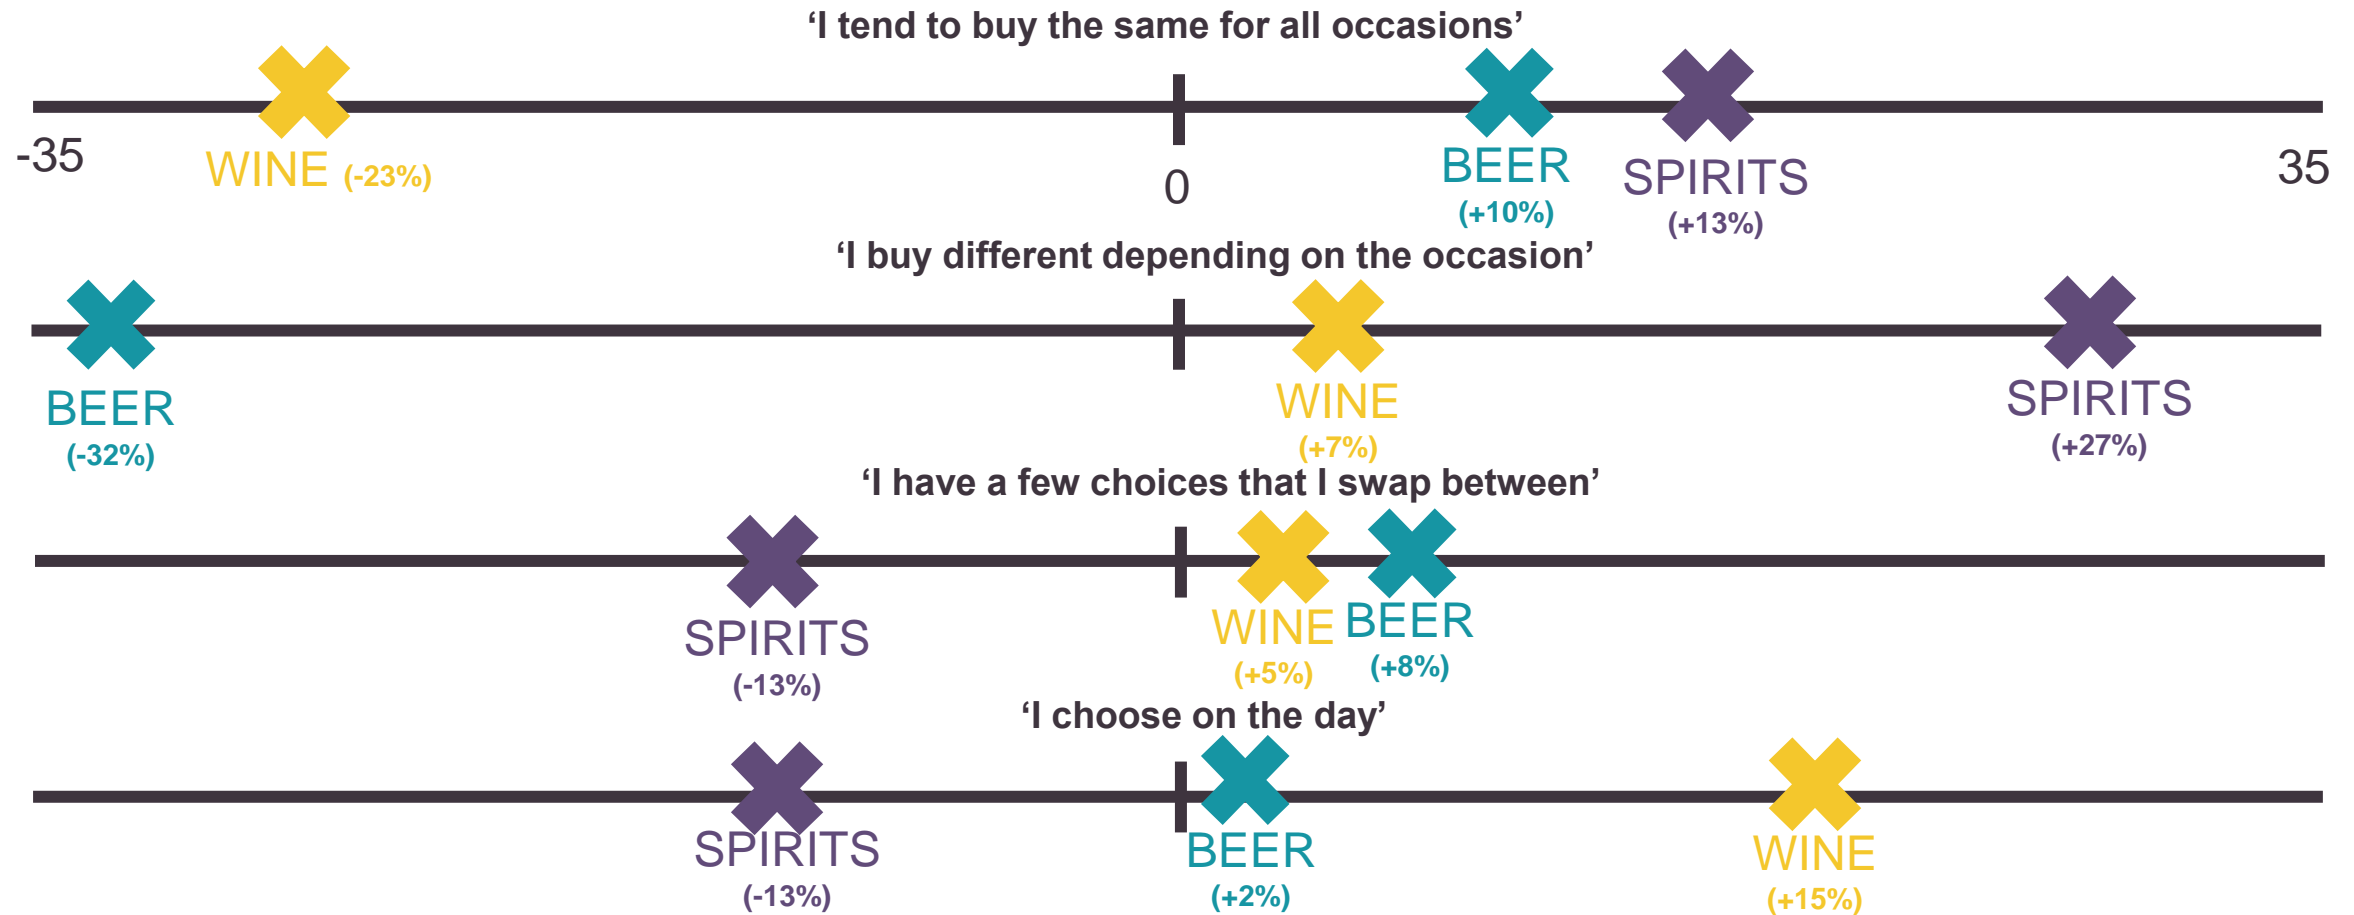 ‘I tend to buy the same for all occasions’
-35
WINE (-23%)
0
BEER
(+10%)
SPIRITS
(+13%)
35
‘I buy different depending on the occasion’
BEER
(-32%)
WINE
(+7%)
SPIRITS
(+27%)
‘I have a few choices that I swap between’
SPIRITS
(-13%)
WINE
(+5%)
BEER
(+8%)
‘I choose on the day’
SPIRITS
(-13%)
BEER
(+2%)
WINE
(+15%)